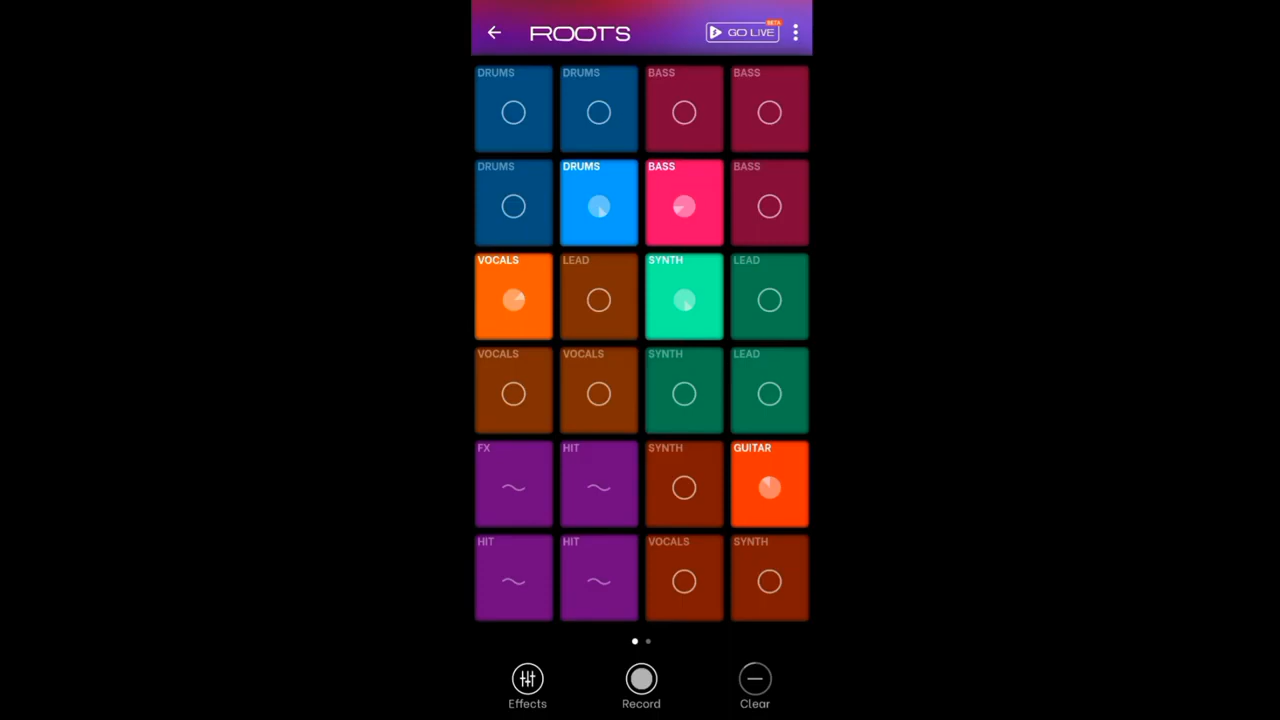 ROOTS
GO LIVE
BETA
DRUMS DRUMS BASS BASS
DRUMS DRUMS BASS BASS
VOCALS LEAD SYNTH LEAD
VOCALS VOCALS SYNTH LEAD
FX HIT SYNTH GUITAR
HIT HIT VOCALS SYNTH
Effects Record Clear